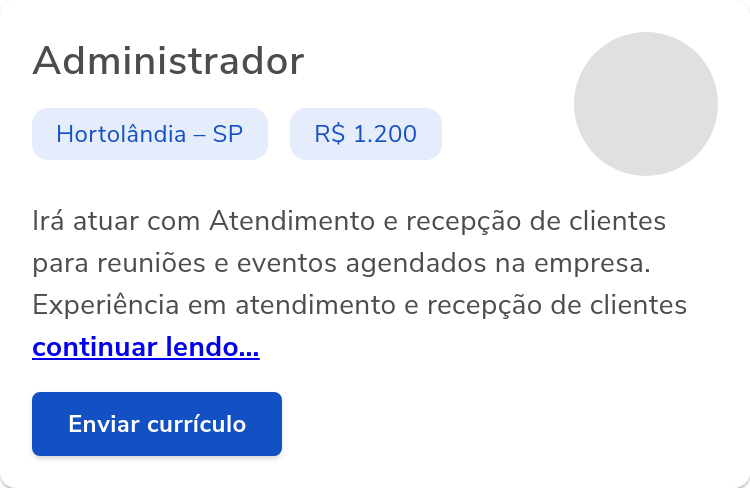 Administrador
Hortolândia – SP
R$ 1.200
Irá atuar com Atendimento e recepção de clientes
para reuniões e eventos agendados na empresa.
Experiência em atendimento e recepção de clientes
continuar lendo...
Enviar currículo